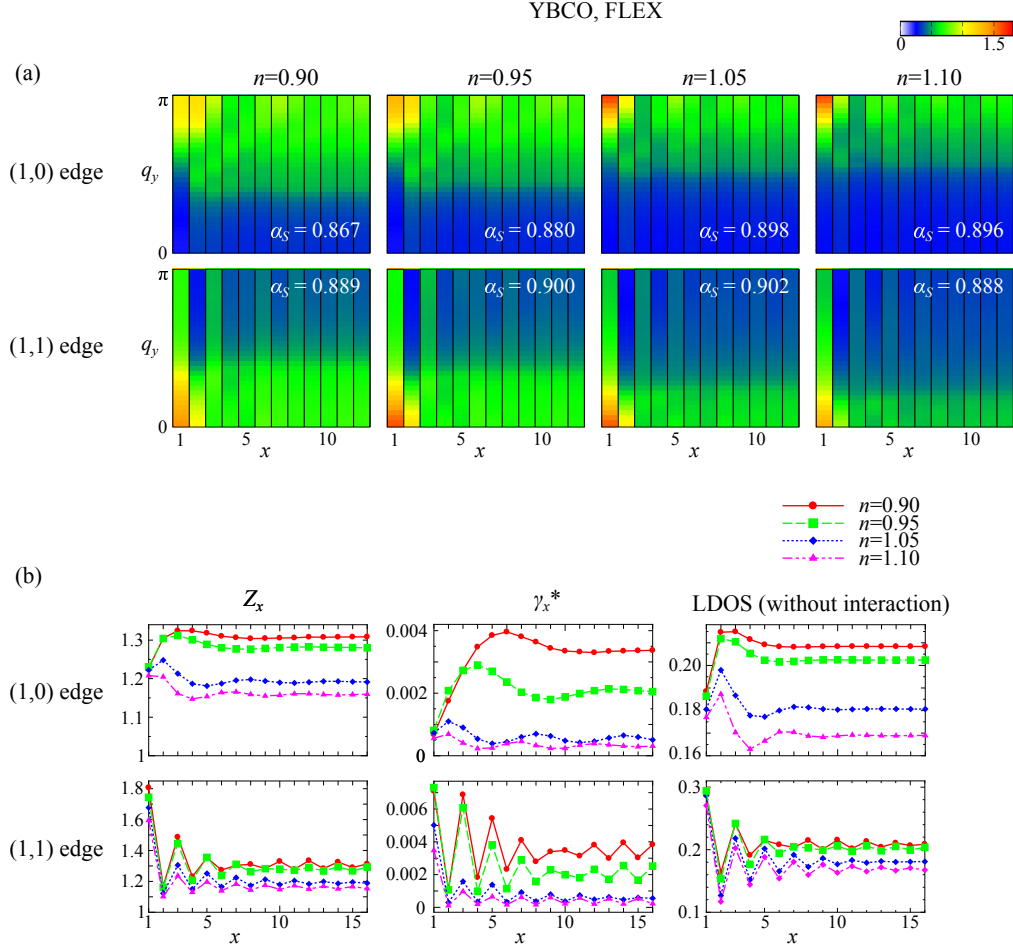 YBCO, FLEX
0 1.5
(a)
n=0.90 n=0.95 n=1.05 n=1.10
(1,0) edge
π
q_y
0
α_S = 0.867 α_S = 0.880 α_S = 0.898 α_S = 0.896
(1,1) edge
π
q_y
0
α_S = 0.889 α_S = 0.900 α_S = 0.902 α_S = 0.888
1 5 10 1 5 10 1 5 10 1 5 10
x x x x
n=0.90
n=0.95
n=1.05
n=1.10
(b)
Z_x γ_x* LDOS (without interaction)
(1,0) edge
1.3 0.004 0.20
1.2 0.002 0.18
1.1
1 0 0.16
(1,1) edge
1.8 0.3
1.6 0.006
1.4 0.004 0.2
1.2 0.002
1 0 0.1
1 5 10 15 1 5 10 15 1 5 10 15
x x x